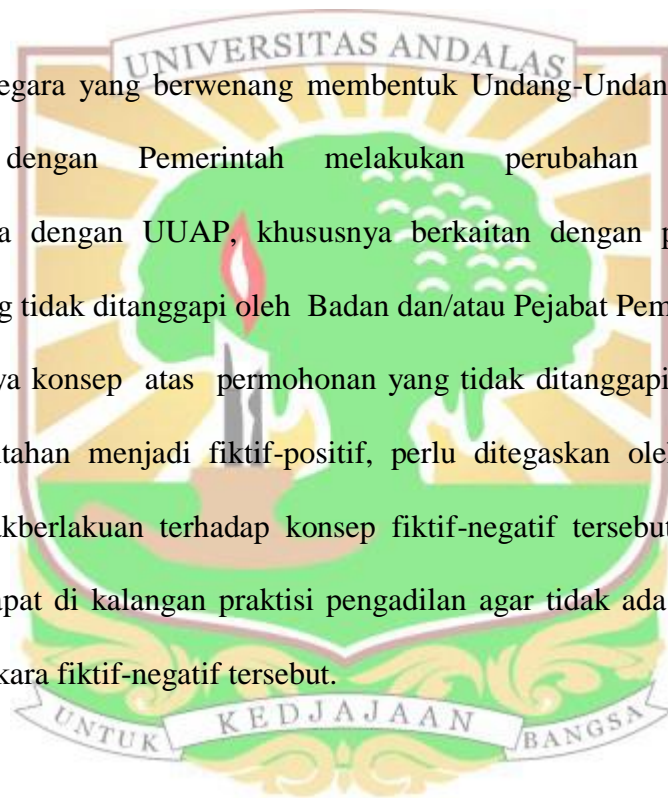 UNIVERSITAS ANDALAS
egara yang berwenang membentuk Undang-Undan
dengan Pemerintah melakukan perubahan
a dengan UUAP, khususnya berkaitan dengan p
g tidak ditanggapi oleh Badan dan/atau Pejabat Pem
ya konsep atas permohonan yang tidak ditanggapi
ntahan menjadi fiktif-positif, perlu ditegaskan oleh
akberlakuan terhadap konsep fiktif-negatif tersebut
apat di kalangan praktisi pengadilan agar tidak ada
kara fiktif-negatif tersebut.
UNTUK KEDJAJAAN BANGSA